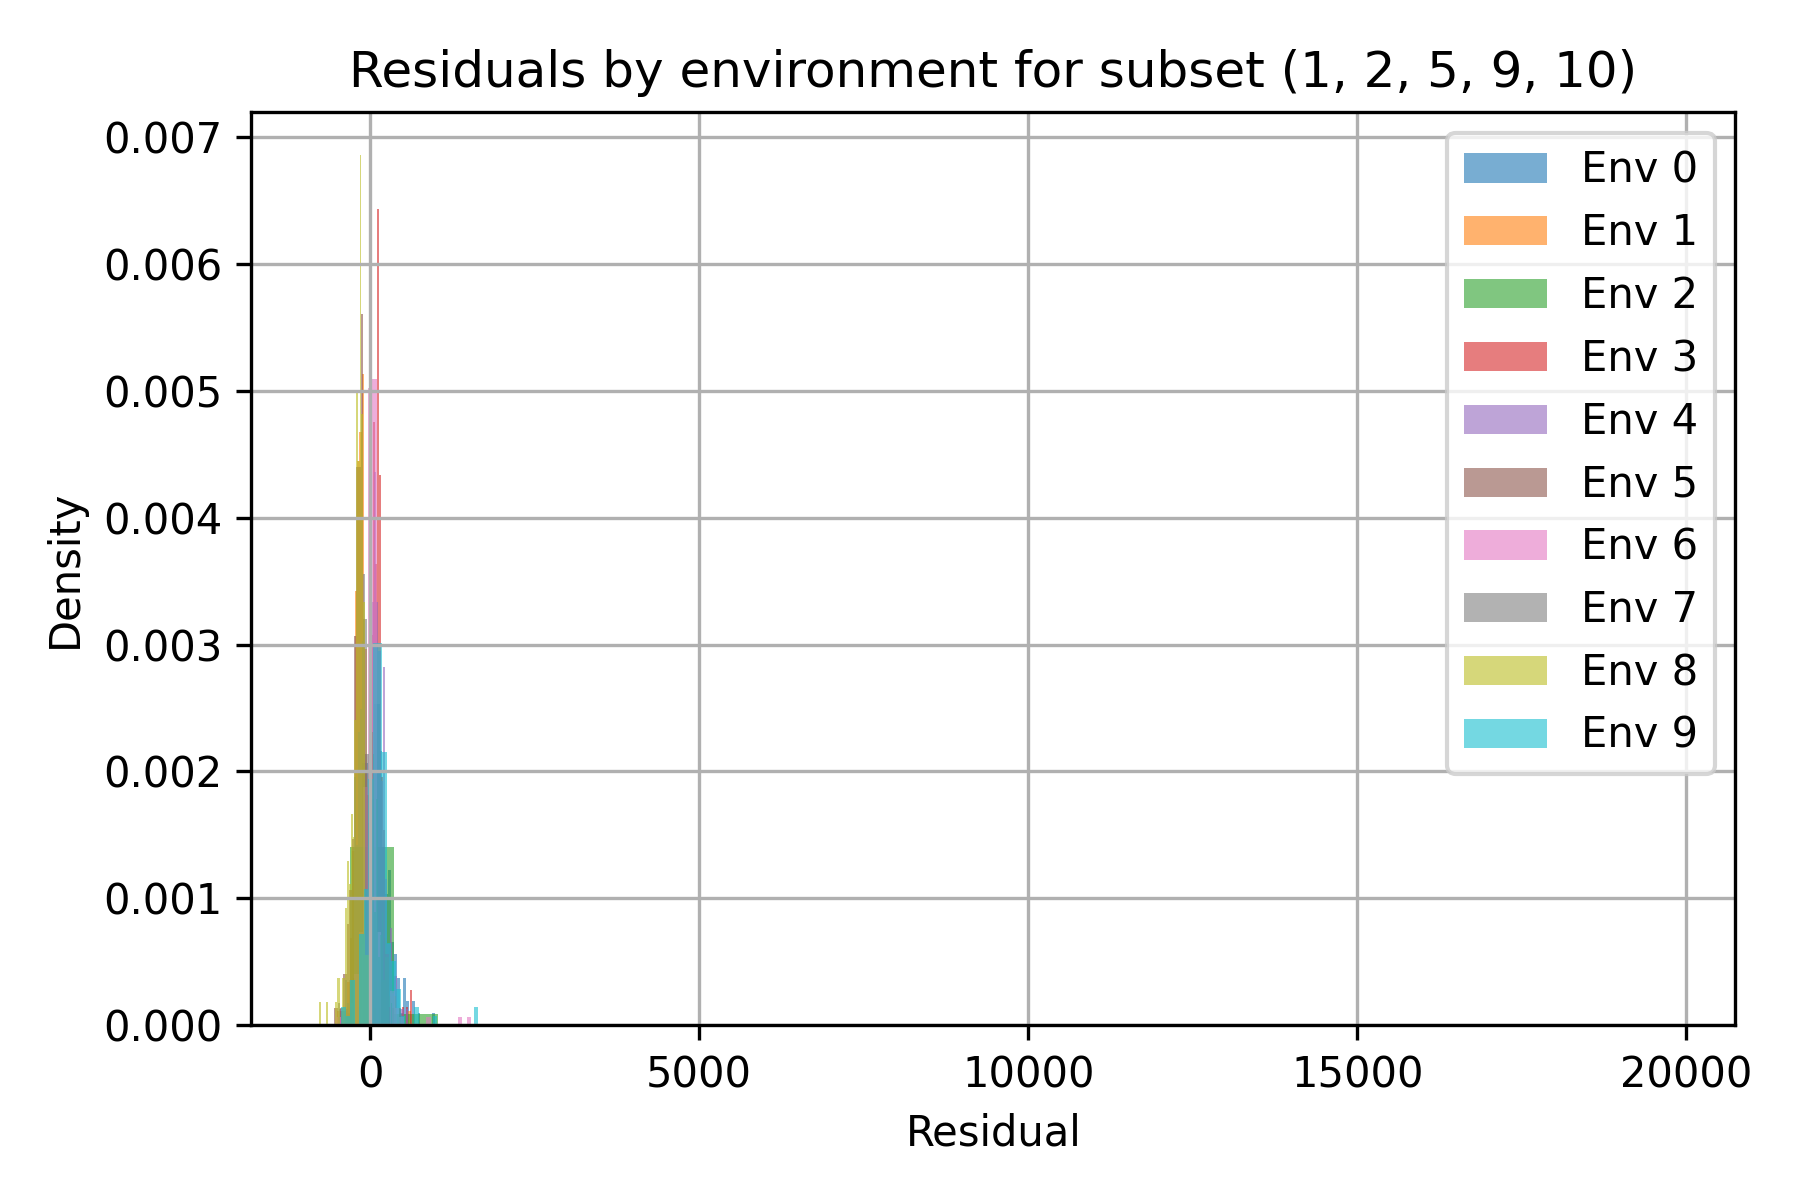 Residuals by environment for subset (1, 2, 5, 9, 10)
0.007
0.006
0.005
0.004
0.003
0.002
0.001
0.000
Density
0
5000
10000
15000
20000
Residual
Env 0
Env 1
Env 2
Env 3
Env 4
Env 5
Env 6
Env 7
Env 8
Env 9